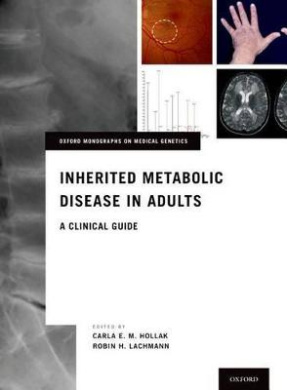 OXFORD MONOGRAPHS ON MEDICAL GENETICS
INHERITED METABOLIC
DISEASE IN ADULTS
A CLINICAL GUIDE
EDITED BY
CARLA E. M. HOLLAK
ROBIN H. LACHMANN
OXFORD